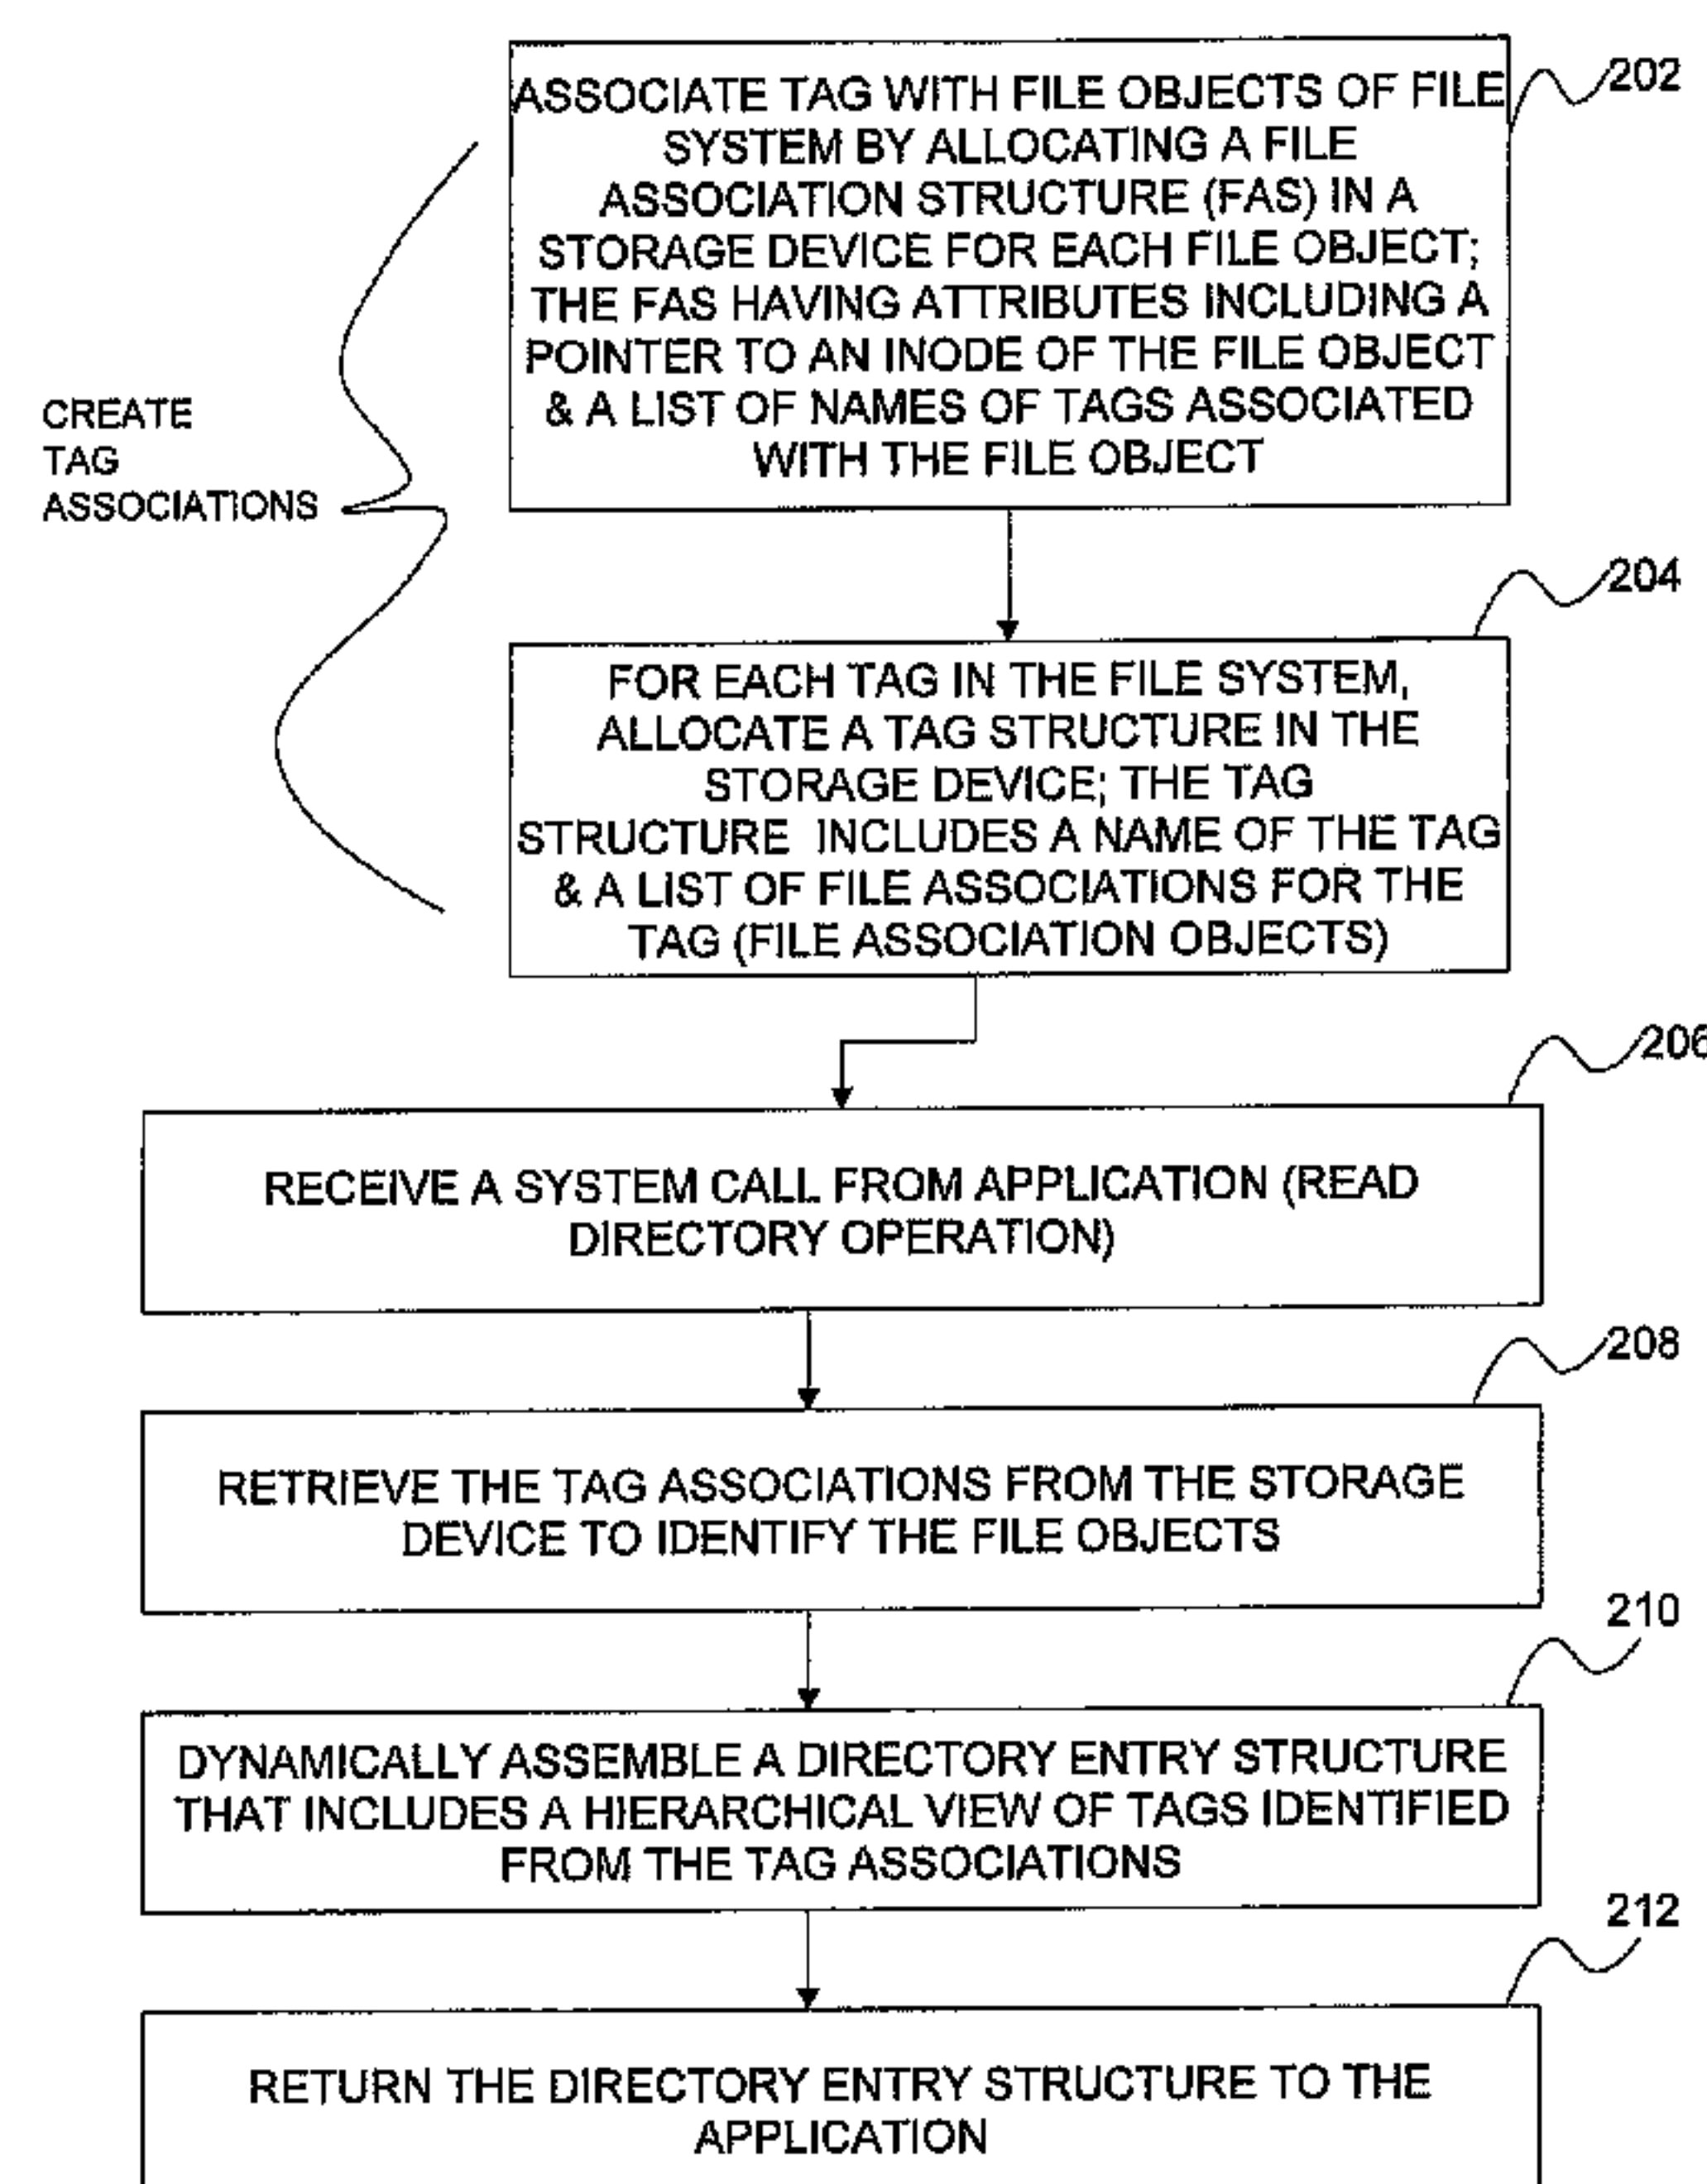 ASSOCIATE TAG WITH FILE OBJECTS OF FILE
SYSTEM BY ALLOCATING A FILE
ASSOCIATION STRUCTURE (FAS) IN A
STORAGE DEVICE FOR EACH FILE OBJECT;
THE FAS HAVING ATTRIBUTES INCLUDING A
POINTER TO AN INODE OF THE FILE OBJECT
& A LIST OF NAMES OF TAGS ASSOCIATED
WITH THE FILE OBJECT
202
CREATE
TAG
ASSOCIATIONS
204
FOR EACH TAG IN THE FILE SYSTEM,
ALLOCATE A TAG STRUCTURE IN THE
STORAGE DEVICE; THE TAG
STRUCTURE INCLUDES A NAME OF THE TAG
& A LIST OF FILE ASSOCIATIONS FOR THE
TAG (FILE ASSOCIATION OBJECTS)
206
RECEIVE A SYSTEM CALL FROM APPLICATION (READ
DIRECTORY OPERATION)
208
RETRIEVE THE TAG ASSOCIATIONS FROM THE STORAGE
DEVICE TO IDENTIFY THE FILE OBJECTS
210
DYNAMICALLY ASSEMBLE A DIRECTORY ENTRY STRUCTURE
THAT INCLUDES A HIERARCHICAL VIEW OF TAGS IDENTIFIED
FROM THE TAG ASSOCIATIONS
212
RETURN THE DIRECTORY ENTRY STRUCTURE TO THE
APPLICATION